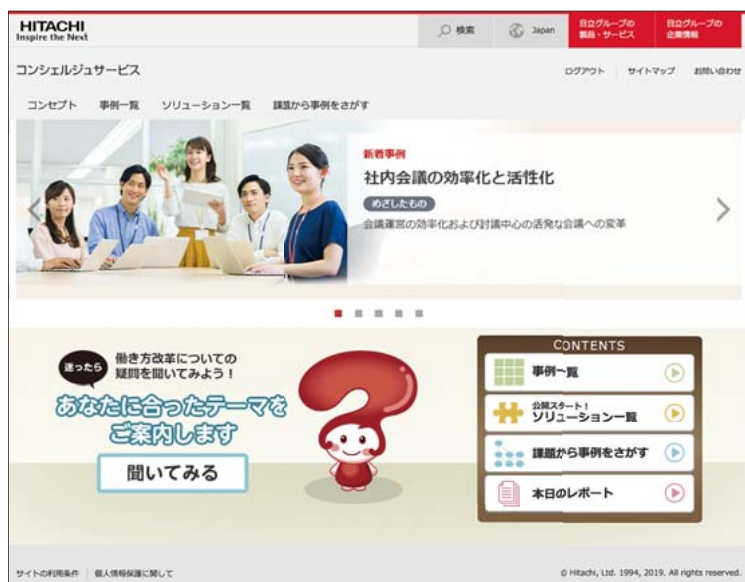 HITACHI
Inspire the Next
検索
Japan
日立グループの
製品・サービス
日立グループの
企業情報
コンシェルジュサービス
ログアウト
サイトマップ
お問い合わせ
コンセプト
事例一覧
ソリューション一覧
課題から事例をさがす
新着事例
社内会議の効率化と活性化
めざしたもの
会議運営の効率化および討議中心の活発な会議への変革
迷ったら
働き方改革についての
疑問を聞いてみよう！
あなたに合ったテーマを
ご案内します
聞いてみる
CONTENTS
事例一覧
公開スタート！
ソリューション一覧
課題から事例をさがす
本日のレポート
サイトの利用条件
個人情報保護に関して
© Hitachi, Ltd. 1994, 2019. All rights reserved.